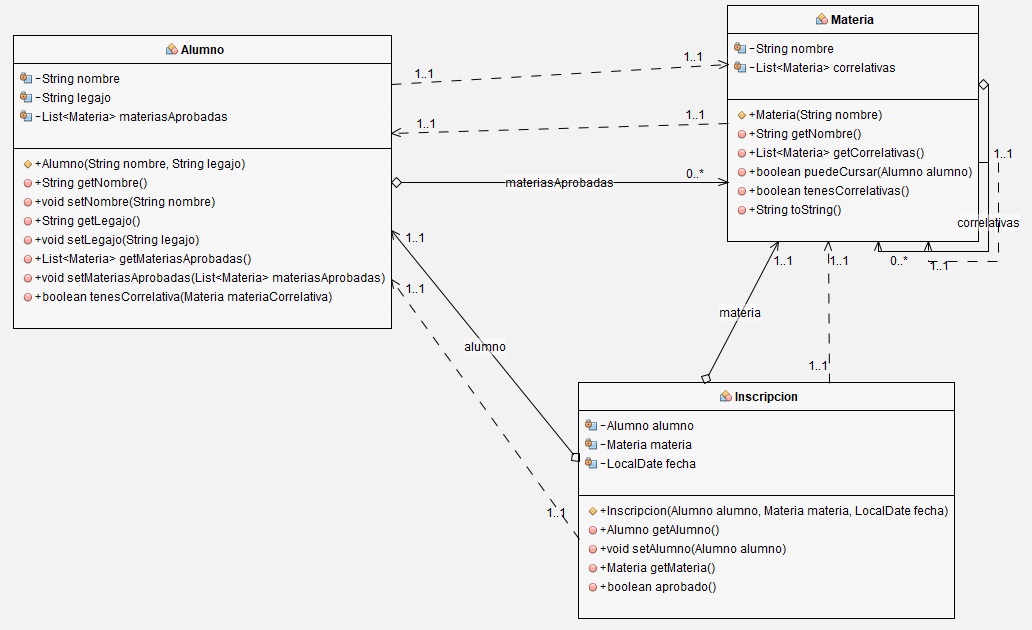 Alumno
-String nombre
-String legajo
-List<Materia> materiasAprobadas
+Alumno(String nombre, String legajo)
+String getNombre()
+void setNombre(String nombre)
+String getLegajo()
+void setLegajo(String legajo)
+List<Materia> getMateriasAprobadas()
+void setMateriasAprobadas(List<Materia> materiasAprobadas)
+boolean tenesCorrelativa(Materia materiaCorrelativa)
1..1
1..1
1..1
1..1
materiasAprobadas
0..*
Materia
-String nombre
-List<Materia> correlativas
+Materia(String nombre)
+String getNombre()
+List<Materia> getCorrelativas()
+boolean puedeCursar(Alumno alumno)
+boolean tenesCorrelativas()
+String toString()
1..1
correlativas
0..*
1..1
1..1
1..1
1..1
1..1
materia
alumno
1..1
1..1
Inscripcion
-Alumno alumno
-Materia materia
-LocalDate fecha
+Inscripcion(Alumno alumno, Materia materia, LocalDate fecha)
+Alumno getAlumno()
+void setAlumno(Alumno alumno)
+Materia getMateria()
+boolean aprobado()